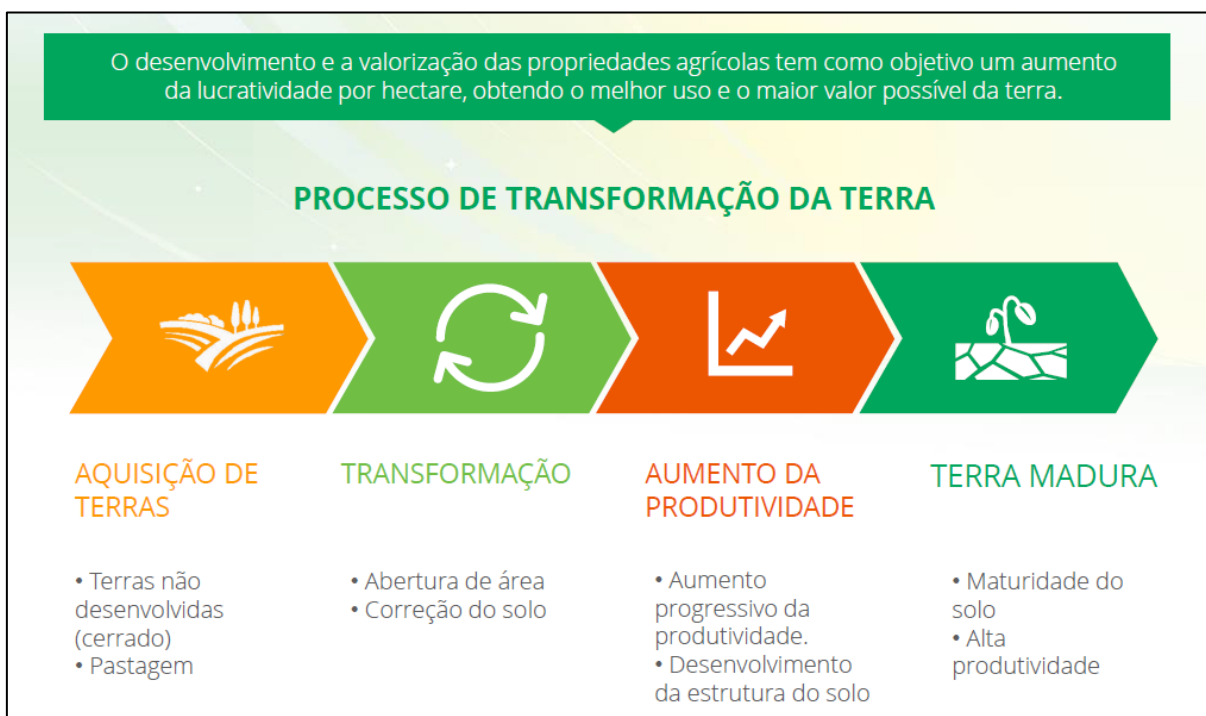 O desenvolvimento e a valorização das propriedades agrícolas tem como objetivo um aumento
da lucratividade por hectare, obtendo o melhor uso e o maior valor possível da terra.
PROCESSO DE TRANSFORMAÇÃO DA TERRA
AQUISIÇÃO DE
TERRAS
• Terras não
desenvolvidas
(cerrado)
• Pastagem
TRANSFORMAÇÃO
• Abertura de área
• Correção do solo
AUMENTO DA
PRODUTIVIDADE
• Aumento
progressivo da
produtividade.
• Desenvolvimento
da estrutura do solo
TERRA MADURA
• Maturidade do
solo
• Alta
produtividade